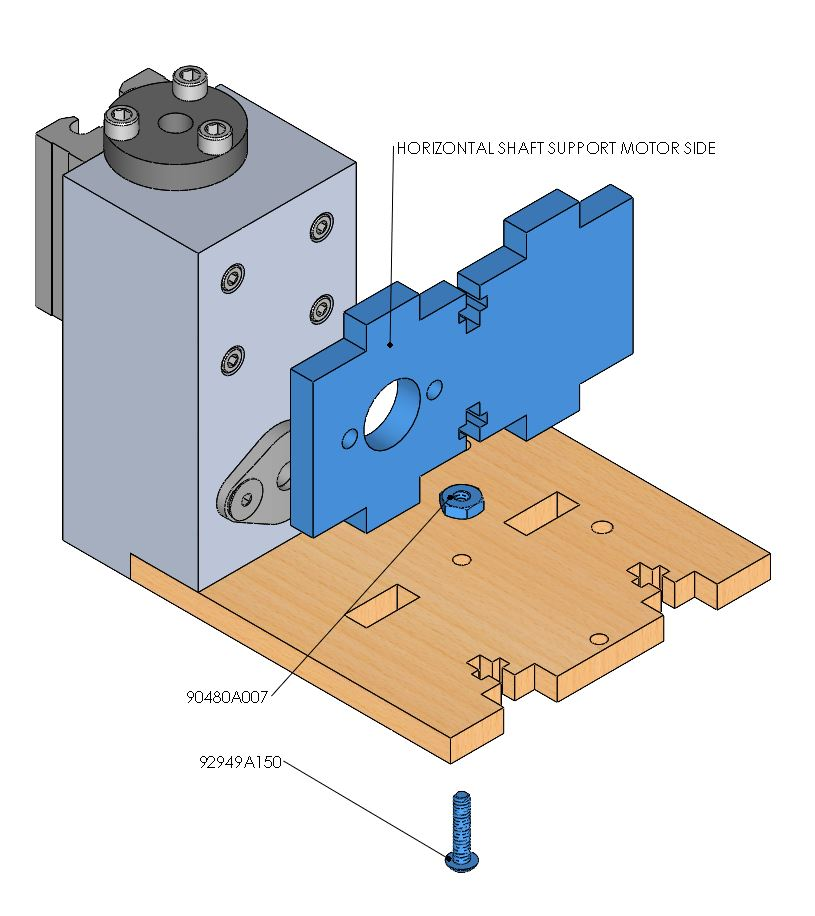 HORIZONTAL SHAFT SUPPORT MOTOR SIDE
90480A007
92949A150